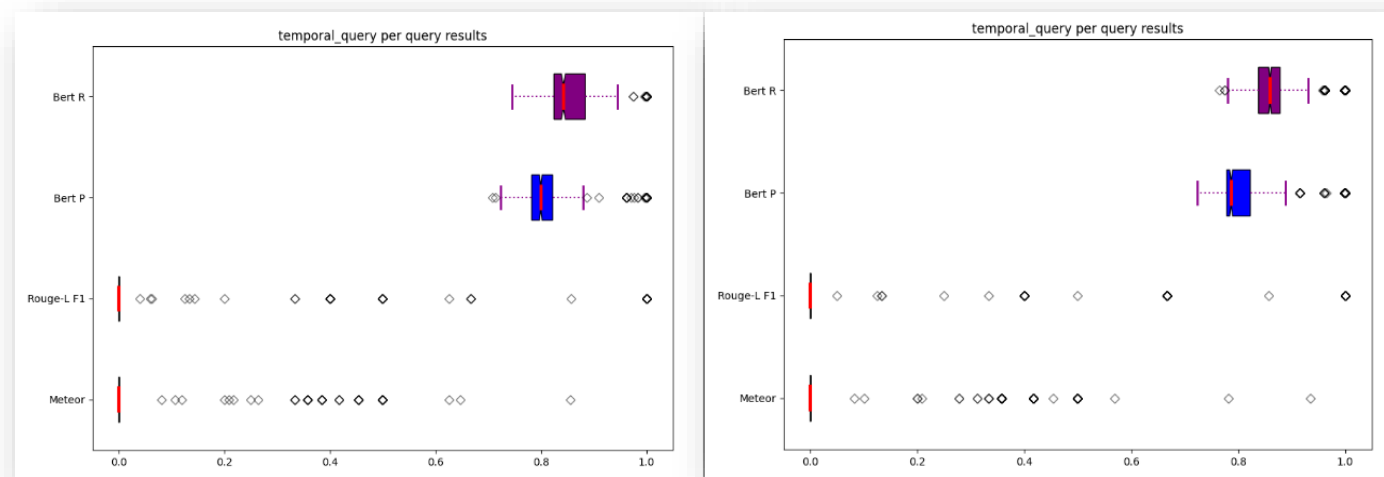 temporal_query per query results
Bert R
Bert P
Rouge-L F1
Meteor
0.0 0.2 0.4 0.6 0.8 1.0
temporal_query per query results
Bert R
Bert P
Rouge-L F1
Meteor
0.0 0.2 0.4 0.6 0.8 1.0